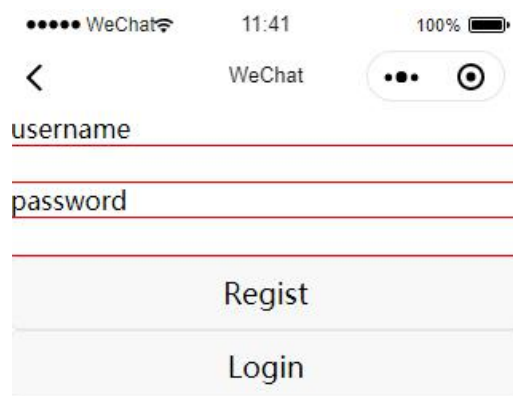 ●●●●● WeChat 11:41 100%
WeChat
username
password
Regist
Login